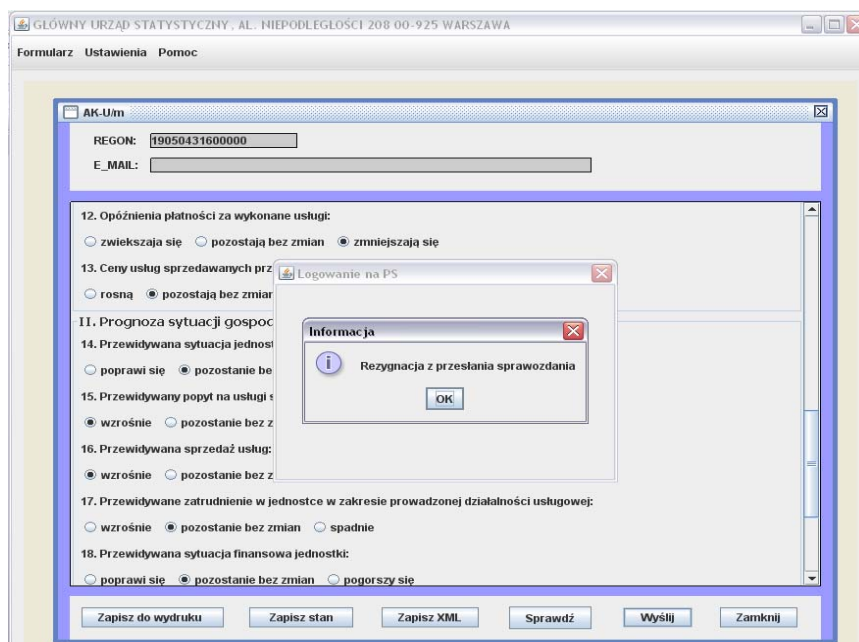 GŁÓWNY URZĄD STATYSTYCZNY, AL. NIEPODLEGŁOŚCI 208 00-925 WARSZAWA
Formularz Ustawienia Pomoc
AK-U/m
REGON: 19050431600000
E_MAIL:
12. Opóźnienia płatności za wykonane usługi:
zwiekszaja się pozostają bez zmian zmniejszają się
13. Ceny usług sprzedawanych prz
rosną pozostają bez zmian
Logowanie na PS
II. Prognoza sytuacji gospod
14. Przewidywana sytuacja jednost
poprawi się pozostanie be
Informacja
Rezygnacja z przesłania sprawozdania
OK
15. Przewidywany popyt na usługi s
wzrośnie pozostanie bez z
16. Przewidywana sprzedaż usług:
wzrośnie pozostanie bez z
17. Przewidywane zatrudnienie w jednostce w zakresie prowadzonej działalności usługowej:
wzrośnie pozostanie bez zmian spadnie
18. Przewidywana sytuacja finansowa jednostki:
poprawi się pozostanie bez zmian pogorszy się
Zapisz do wydruku Zapisz stan Zapisz XML Sprawdź Wyślij Zamknij